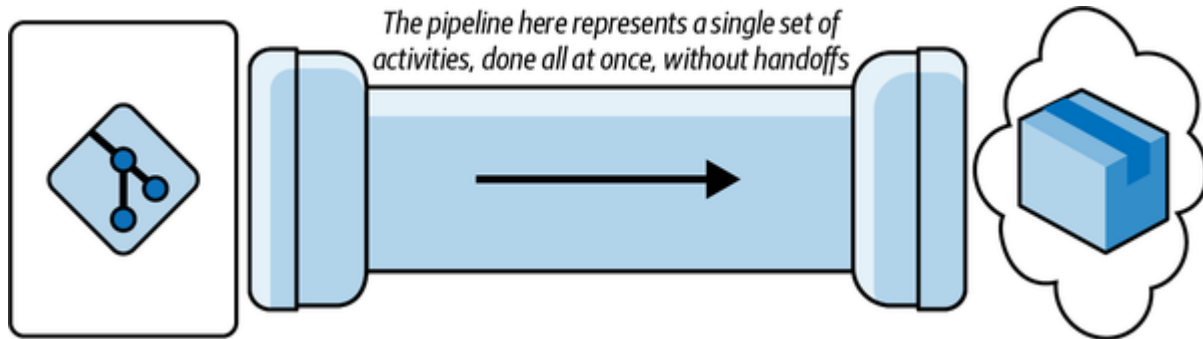 The pipeline here represents a single set of
activities, done all at once, without handoffs